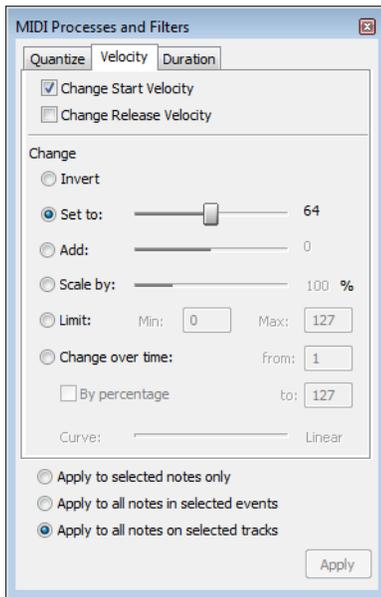 MIDI Processes and Filters
Quantize Velocity Duration
Change Start Velocity
Change Release Velocity
Change
Invert
Set to: 64
Add: 0
Scale by: 100 %
Limit: Min: 0 Max: 127
Change over time: from: 1
By percentage to: 127
Curve: Linear
Apply to selected notes only
Apply to all notes in selected events
Apply to all notes on selected tracks
Apply